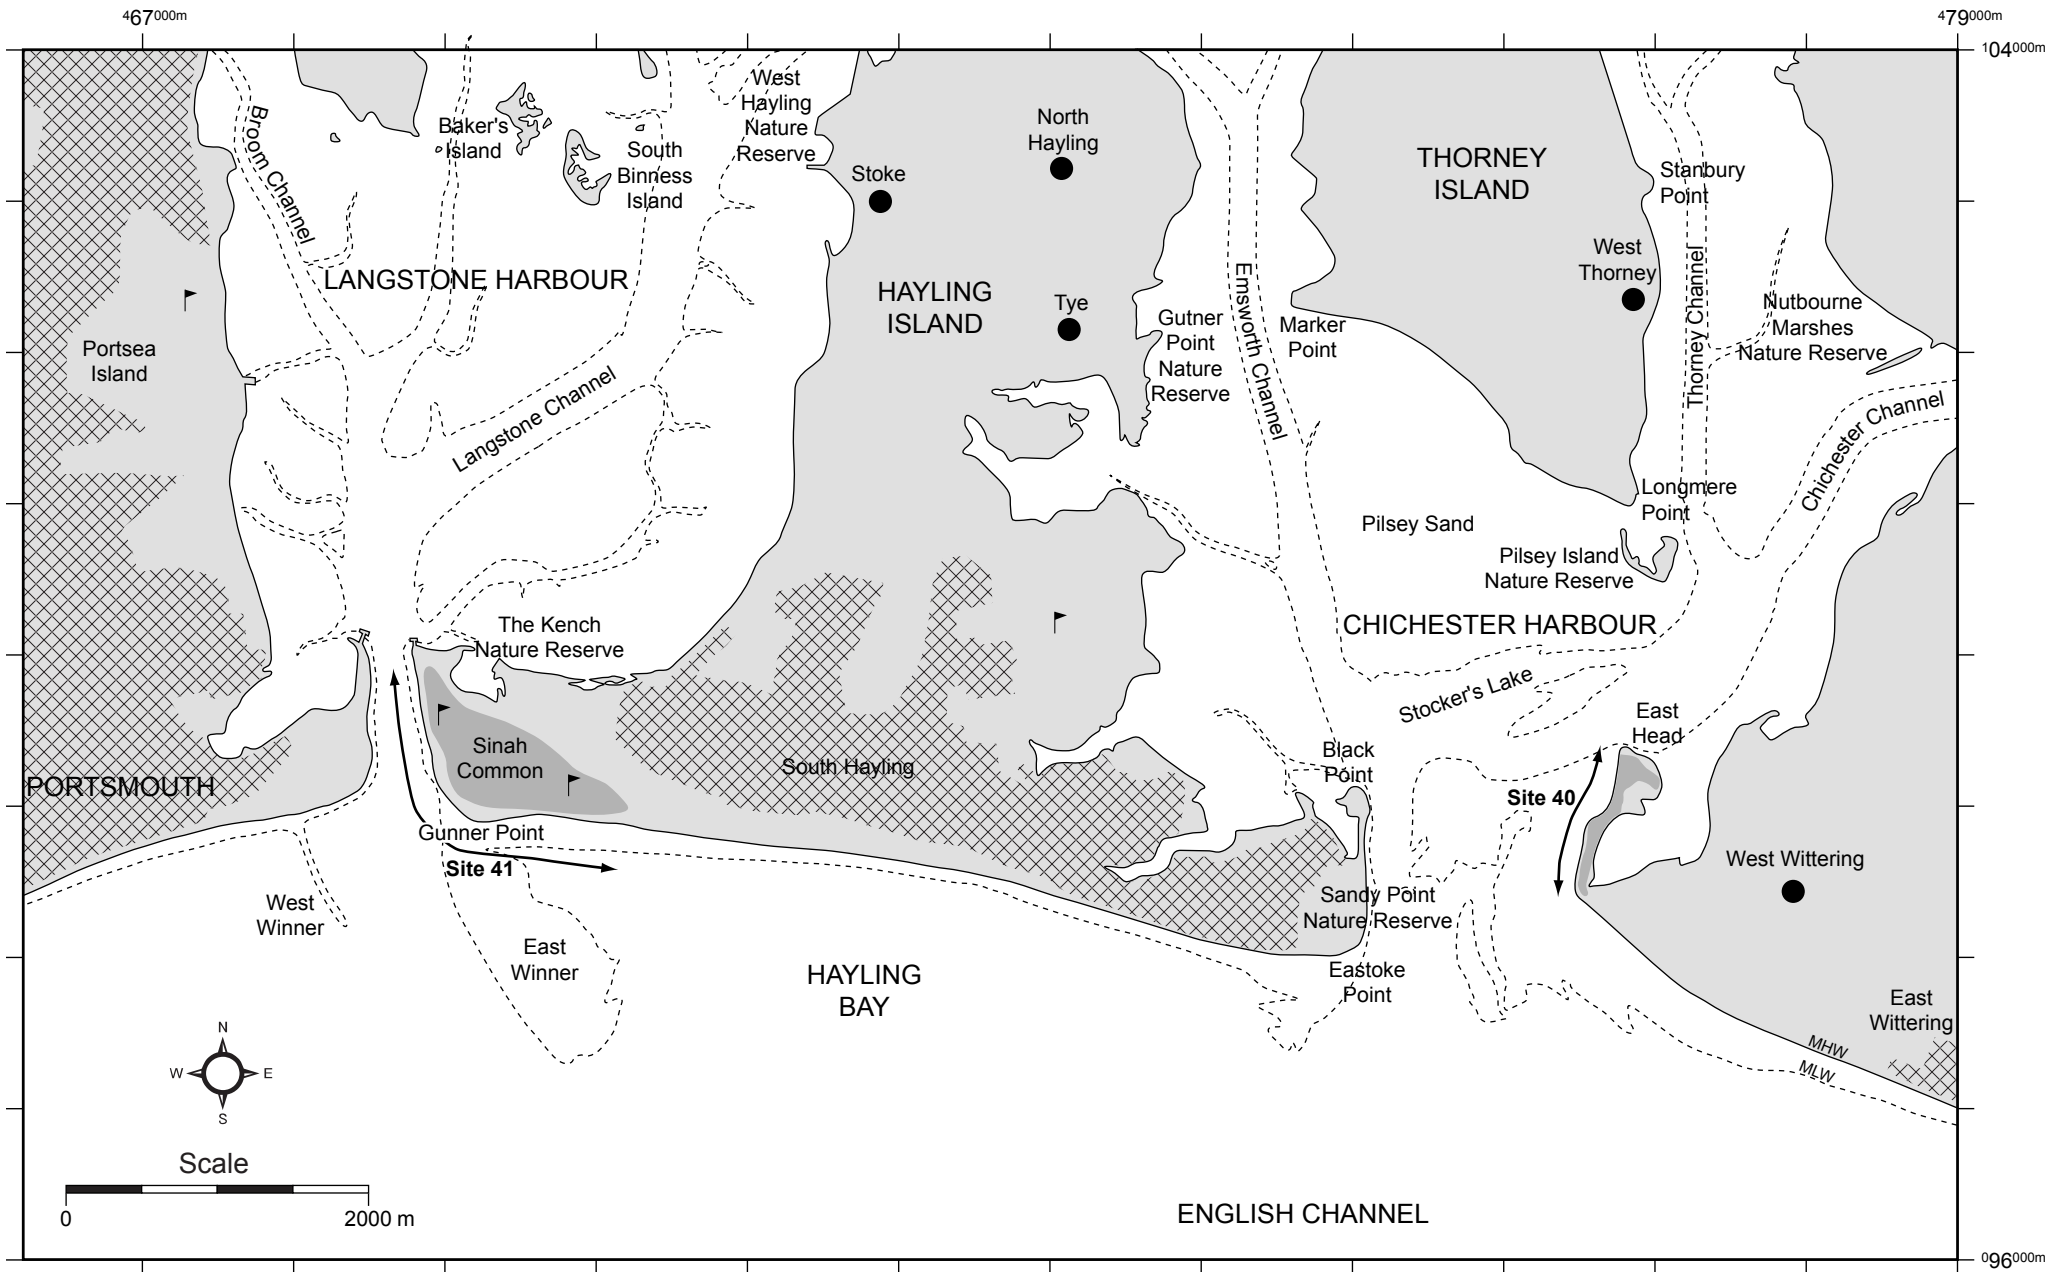 467000m
479000m
104000m
West
Hayling
Nature
Reserve
Broom Channel
Baker's
Island
South
Binness
Island
North
Hayling
Stoke
THORNEY
ISLAND
Stanbury
Point
LANGSTONE HARBOUR
HAYLING
ISLAND
Tye
Gutner
Point
Nature
Reserve
Emsworth Channel
Marker
Point
West
Thorney
Thorney Channel
Nutbourne
Marshes
Nature Reserve
Portsea
Island
Langstone Channel
Chichester Channel
Longmere
Point
Pilsey Sand
Pilsey Island
Nature Reserve
The Kench
Nature Reserve
CHICHESTER HARBOUR
Stocker's Lake
East
Head
Sinah
Common
South Hayling
Black
Point
PORTSMOUTH
Site 40
Gunner Point
Site 41
West Wittering
West
Winner
Sandy Point
Nature Reserve
East
Winner
HAYLING
BAY
Eastoke
Point
East
Wittering
MHW
MLW
N
W
E
S
Scale
0
2000 m
ENGLISH CHANNEL
096000m